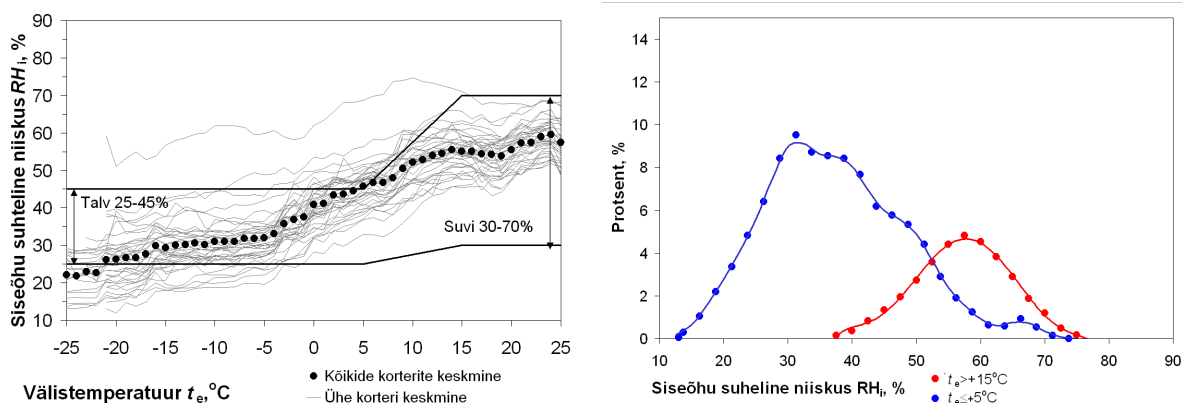 90
80
70
60
50
40
30
20
10
Siseõhu suhteline niiskus RHi, %
Talv 25-45%
Suvi 30-70%
-25 -20 -15 -10 -5 0 5 10 15 20 25
Välistemperatuur te,°C
Kõikide korterite keskmine
Ühe korteri keskmine
14
12
10
8
6
4
2
0
Protsent, %
10 20 30 40 50 60 70 80 90
Siseõhu suheline niiskus RHi, %
te>+15°C
te≤+5°C